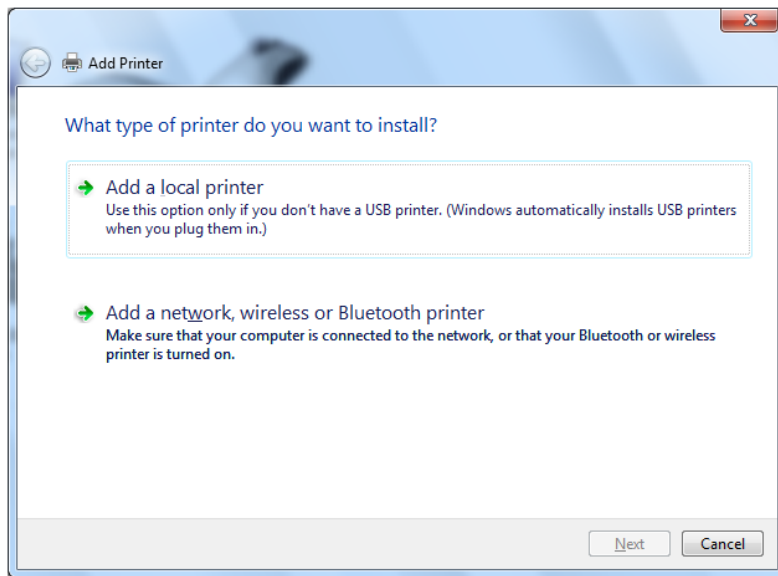 Add Printer
What type of printer do you want to install?
Add a local printer
Use this option only if you don't have a USB printer. (Windows automatically installs USB printers
when you plug them in.)
Add a network, wireless or Bluetooth printer
Make sure that your computer is connected to the network, or that your Bluetooth or wireless
printer is turned on.
Next
Cancel